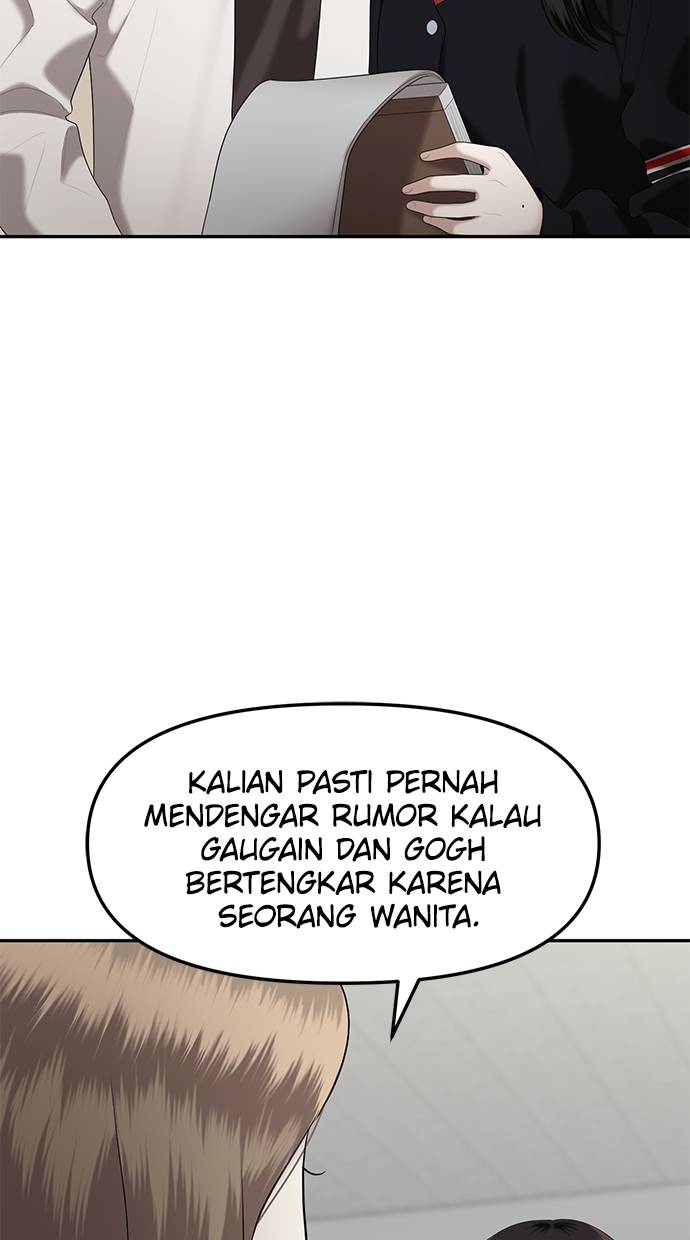 KALIAN PASTI PERNAH
MENDENGAR RUMOR KALAU
GAUGAIN DAN GOGH
BERTENGKAR KARENA
SEORANG WANITA.